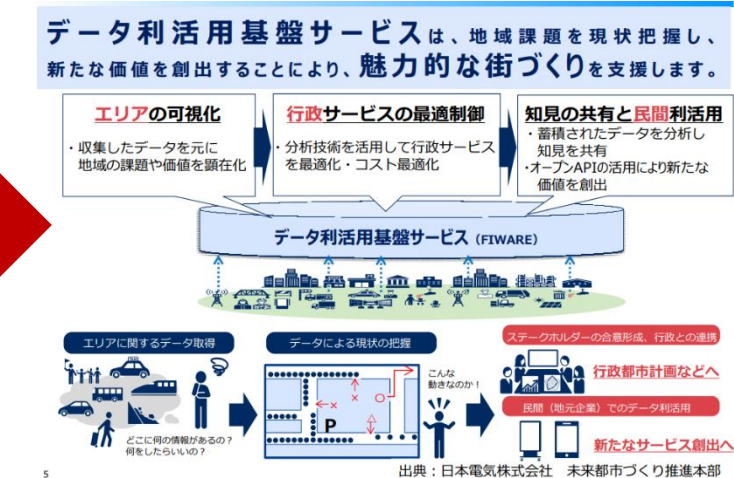 データ利活用基盤サービスは、地域課題を現状把握し、
新たな価値を創出することにより、魅力的な街づくりを支援します。
エリアの可視化
・収集したデータを元に
地域の課題や価値を顕在化
行政サービスの最適制御
・分析技術を活用して行政サービス
を最適化・コスト最適化
知見の共有と民間利活用
・蓄積されたデータを分析し
知見を共有
・オープンAPIの活用により新たな
価値を創出
データ利活用基盤サービス (FIWARE)
エリアに関するデータ取得
どこに何の情報があるの？
何をしたらいいの？
データによる現状の把握
P
こんな
動きなのか！
ステークホルダーの合意形成、行政との連携
行政都市計画などへ
民間（地元企業）でのデータ利活用
新たなサービス創出へ
5
出典：日本電気株式会社　未来都市づくり推進本部